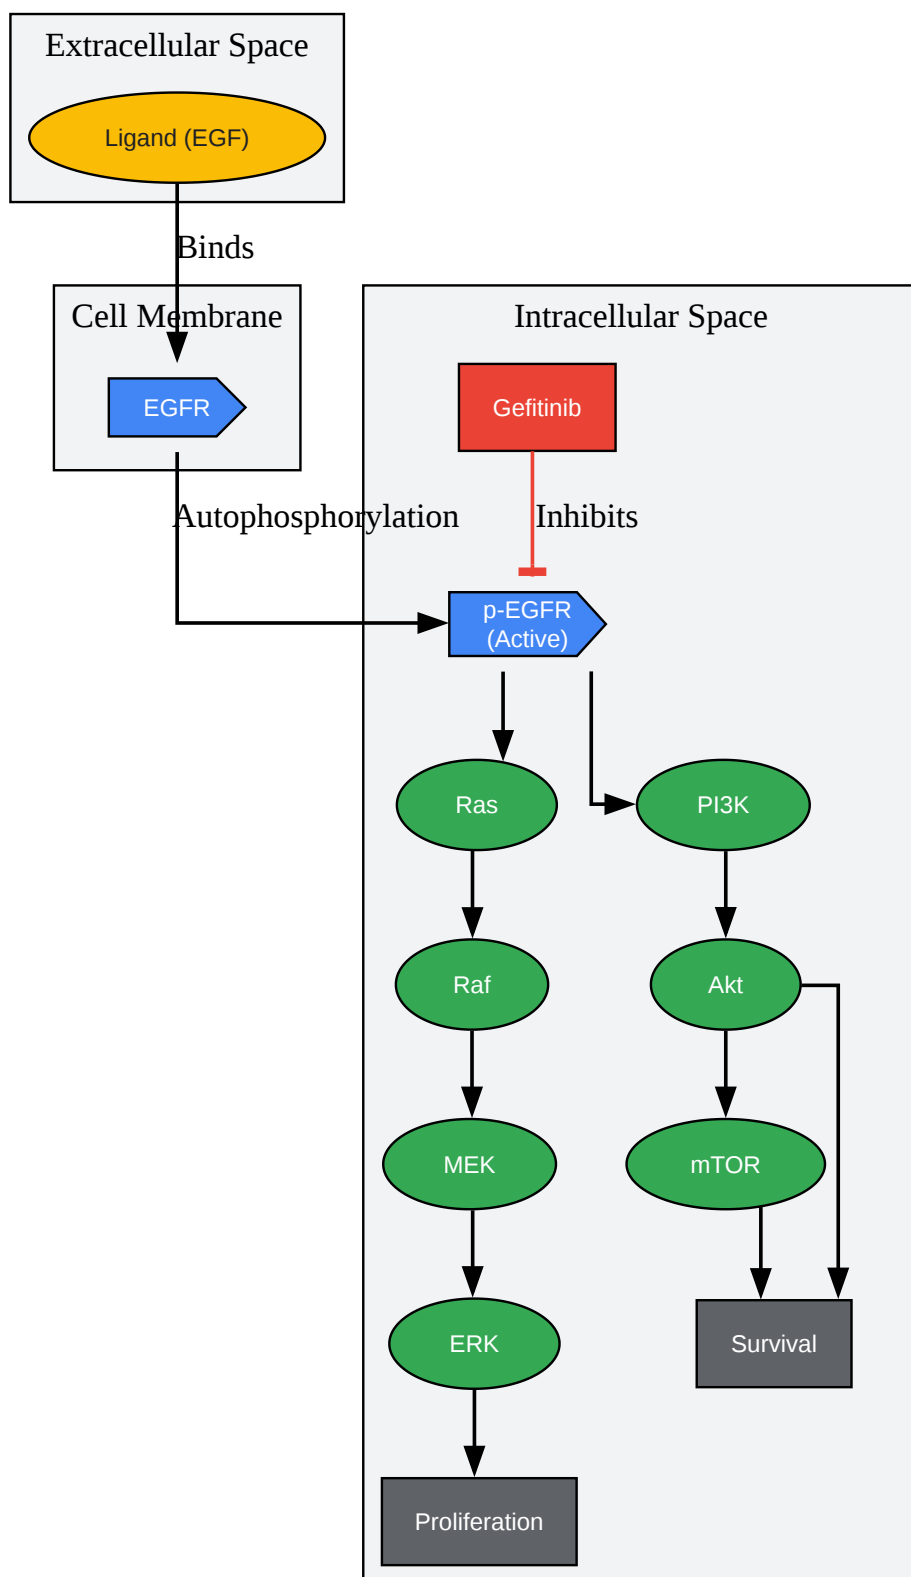 Extracellular Space
Ligand (EGF)
Binds
Cell Membrane
EGFR
Autophosphorylation
Intracellular Space
Gefitinib
Inhibits
p-EGFR
(Active)
Ras
PI3K
Raf
Akt
MEK
mTOR
ERK
Survival
Proliferation